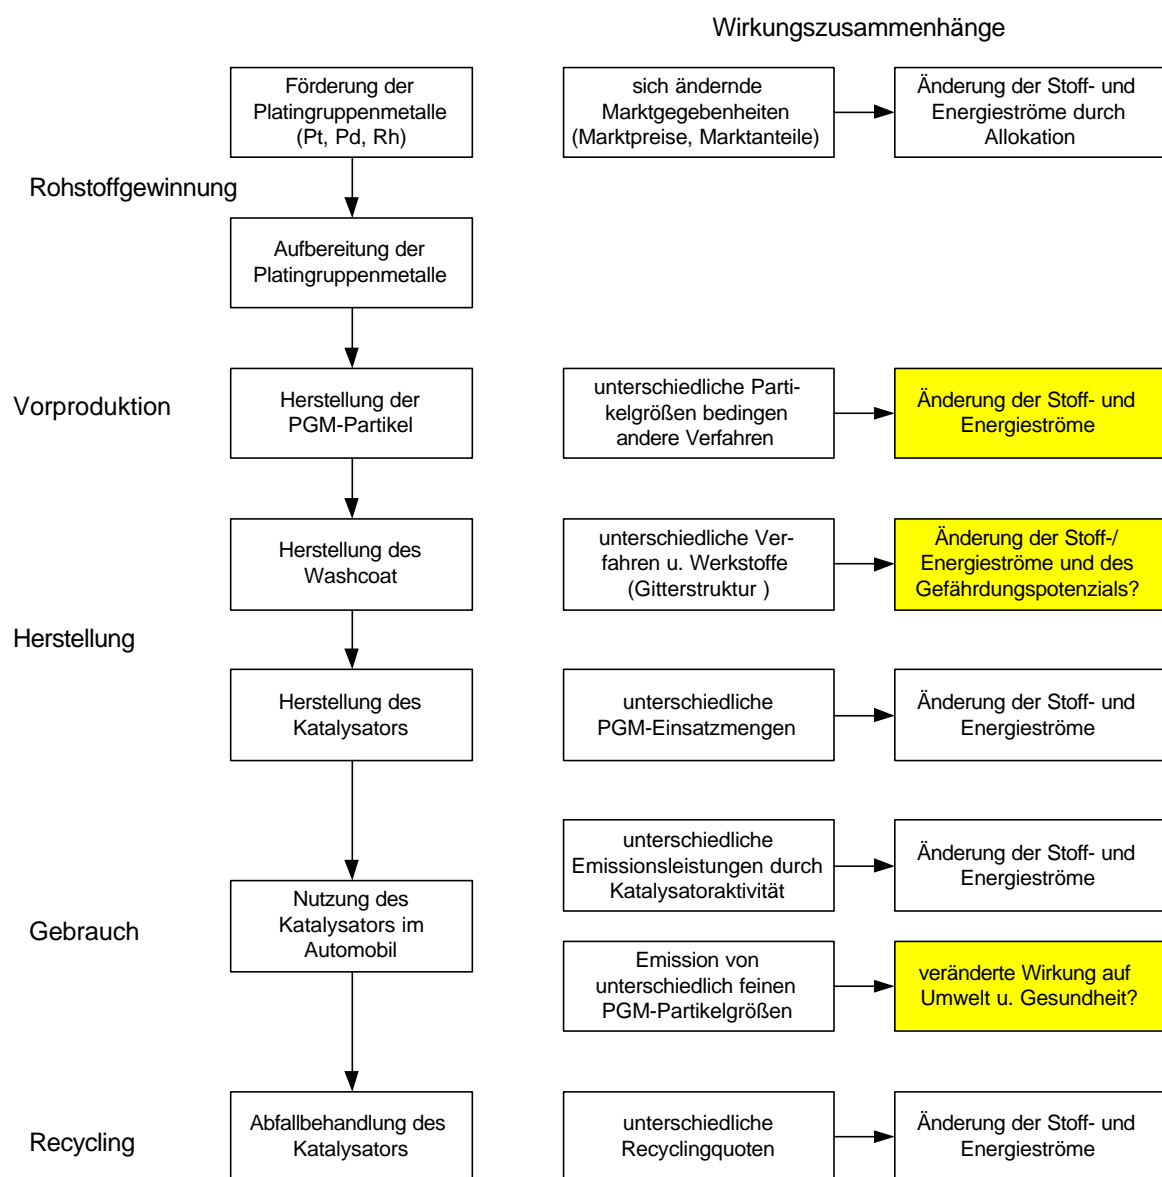 Wirkungszusammenhänge
Förderung der
Platingruppenmetalle
(Pt, Pd, Rh)
sich ändernde
Marktgegebenheiten
(Marktpreise, Marktanteile)
Änderung der Stoff- und
Energieströme durch
Allokation
Rohstoffgewinnung
Aufbereitung der
Platingruppenmetalle
Vorproduktion
Herstellung der
PGM-Partikel
unterschiedliche Parti-
kelgrößen bedingen
andere Verfahren
Änderung der Stoff- und
Energieströme
Herstellung des
Washcoat
unterschiedliche Ver-
fahren u. Werkstoffe
(Gitterstruktur )
Änderung der Stoff-/
Energieströme und des
Gefährdungspotenzials?
Herstellung
Herstellung des
Katalysators
unterschiedliche
PGM-Einsatzmengen
Änderung der Stoff- und
Energieströme
unterschiedliche
Emissionsleistungen durch
Katalysatoraktivität
Änderung der Stoff- und
Energieströme
Gebrauch
Nutzung des
Katalysators im
Automobil
Emission von
unterschiedlich feinen
PGM-Partikelgrößen
veränderte Wirkung auf
Umwelt u. Gesundheit?
Recycling
Abfallbehandlung des
Katalysators
unterschiedliche
Recyclingquoten
Änderung der Stoff- und
Energieströme